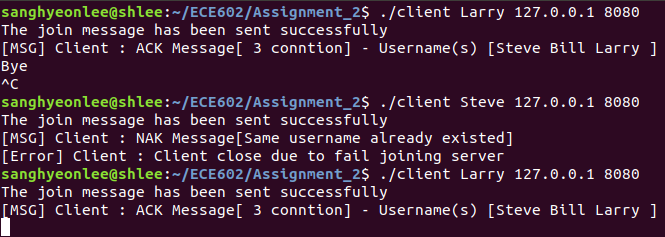 sanghyeonlee@shlee:~/ECE602/Assignment_2$ ./client Larry 127.0.0.1 8080
The join message has been sent successfully
[MSG] Client : ACK Message[ 3 conntion] - Username(s) [Steve Bill Larry ]
Bye
^C
sanghyeonlee@shlee:~/ECE602/Assignment_2$ ./client Steve 127.0.0.1 8080
The join message has been sent successfully
[MSG] Client : NAK Message[Same username already existed]
[Error] Client : Client close due to fail joining server
sanghyeonlee@shlee:~/ECE602/Assignment_2$ ./client Larry 127.0.0.1 8080
The join message has been sent successfully
[MSG] Client : ACK Message[ 3 conntion] - Username(s) [Steve Bill Larry ]